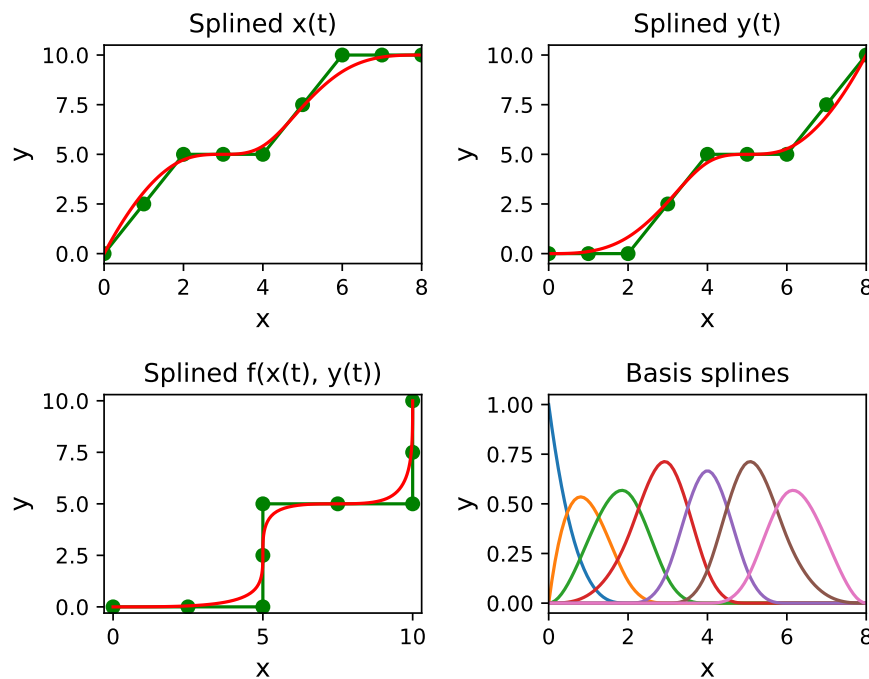 Splined x(t)
10.0
7.5
5.0
2.5
0.0
y
0 2 4 6 8
x
Splined y(t)
10.0
7.5
5.0
2.5
0.0
y
0 2 4 6 8
x
Splined f(x(t), y(t))
10.0
7.5
5.0
2.5
0.0
y
0 5 10
x
Basis splines
1.00
0.75
0.50
0.25
0.00
y
0 2 4 6 8
x